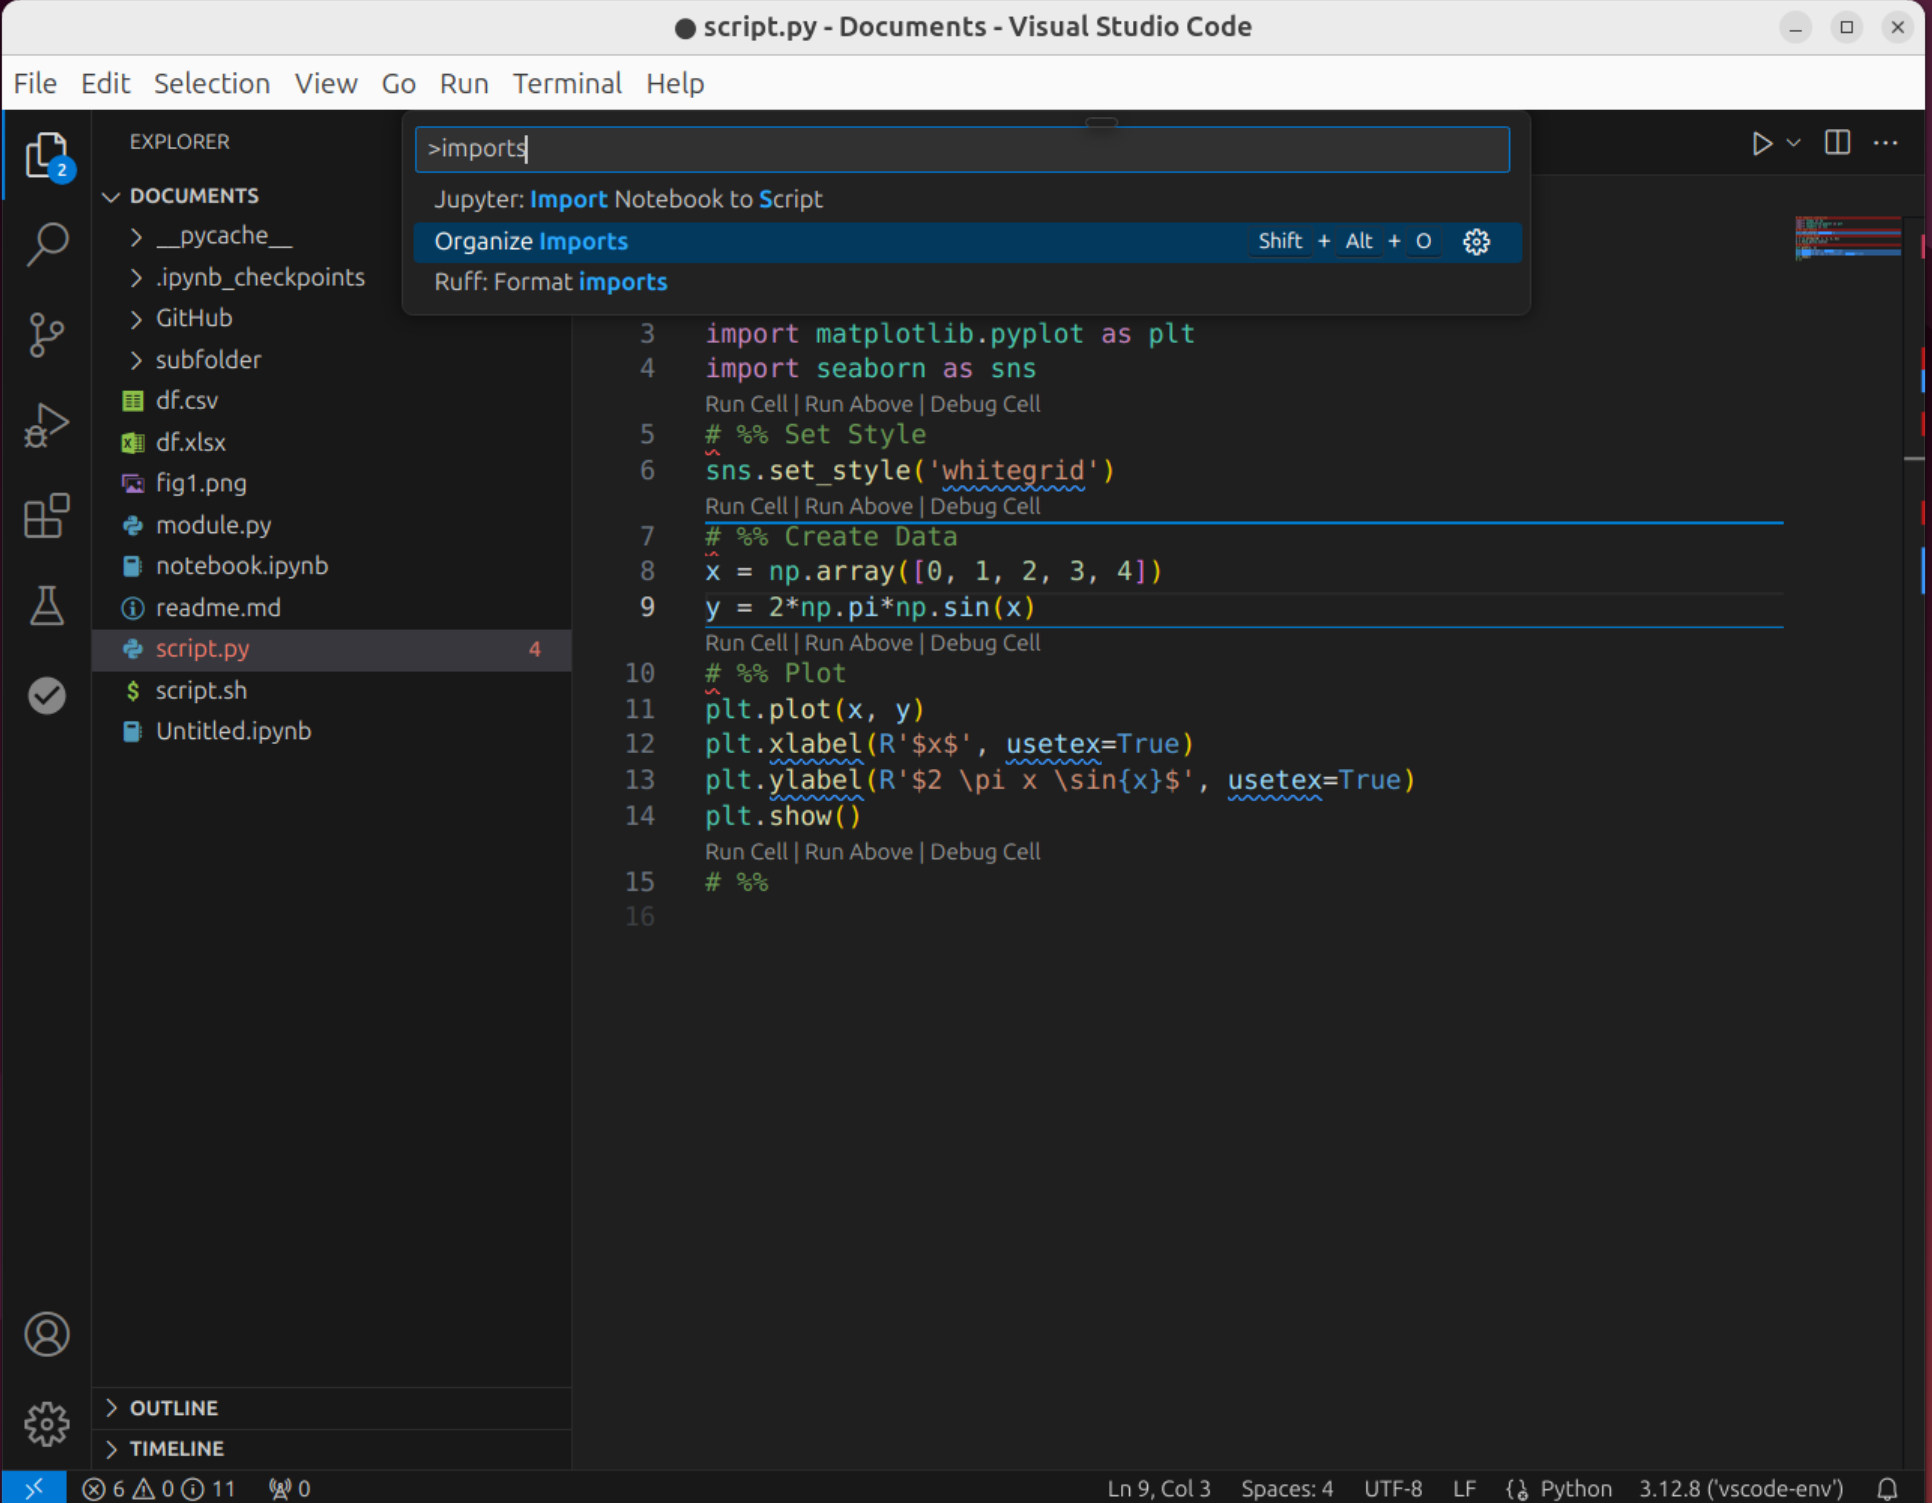 ● script.py - Documents - Visual Studio Code
File Edit Selection View Go Run Terminal Help
2
EXPLORER
DOCUMENTS
__pycache__
.ipynb_checkpoints
GitHub
subfolder
df.csv
df.xlsx
fig1.png
module.py
notebook.ipynb
readme.md
script.py 4
$ script.sh
Untitled.ipynb
OUTLINE
TIMELINE
>imports
Jupyter: Import Notebook to Script
Organize Imports Shift + Alt + O
Ruff: Format imports
3 import matplotlib.pyplot as plt
4 import seaborn as sns
Run Cell | Run Above | Debug Cell
5 # %% Set Style
6 sns.set_style('whitegrid')
Run Cell | Run Above | Debug Cell
7 # %% Create Data
8 x = np.array([0, 1, 2, 3, 4])
9 y = 2*np.pi*np.sin(x)
Run Cell | Run Above | Debug Cell
10 # %% Plot
11 plt.plot(x, y)
12 plt.xlabel(R'$x$', usetex=True)
13 plt.ylabel(R'$2 \pi x \sin{x}$', usetex=True)
14 plt.show()
Run Cell | Run Above | Debug Cell
15 # %%
16
6 0 11 0 Ln 9, Col 3 Spaces: 4 UTF-8 LF Python 3.12.8 ('vscode-env')